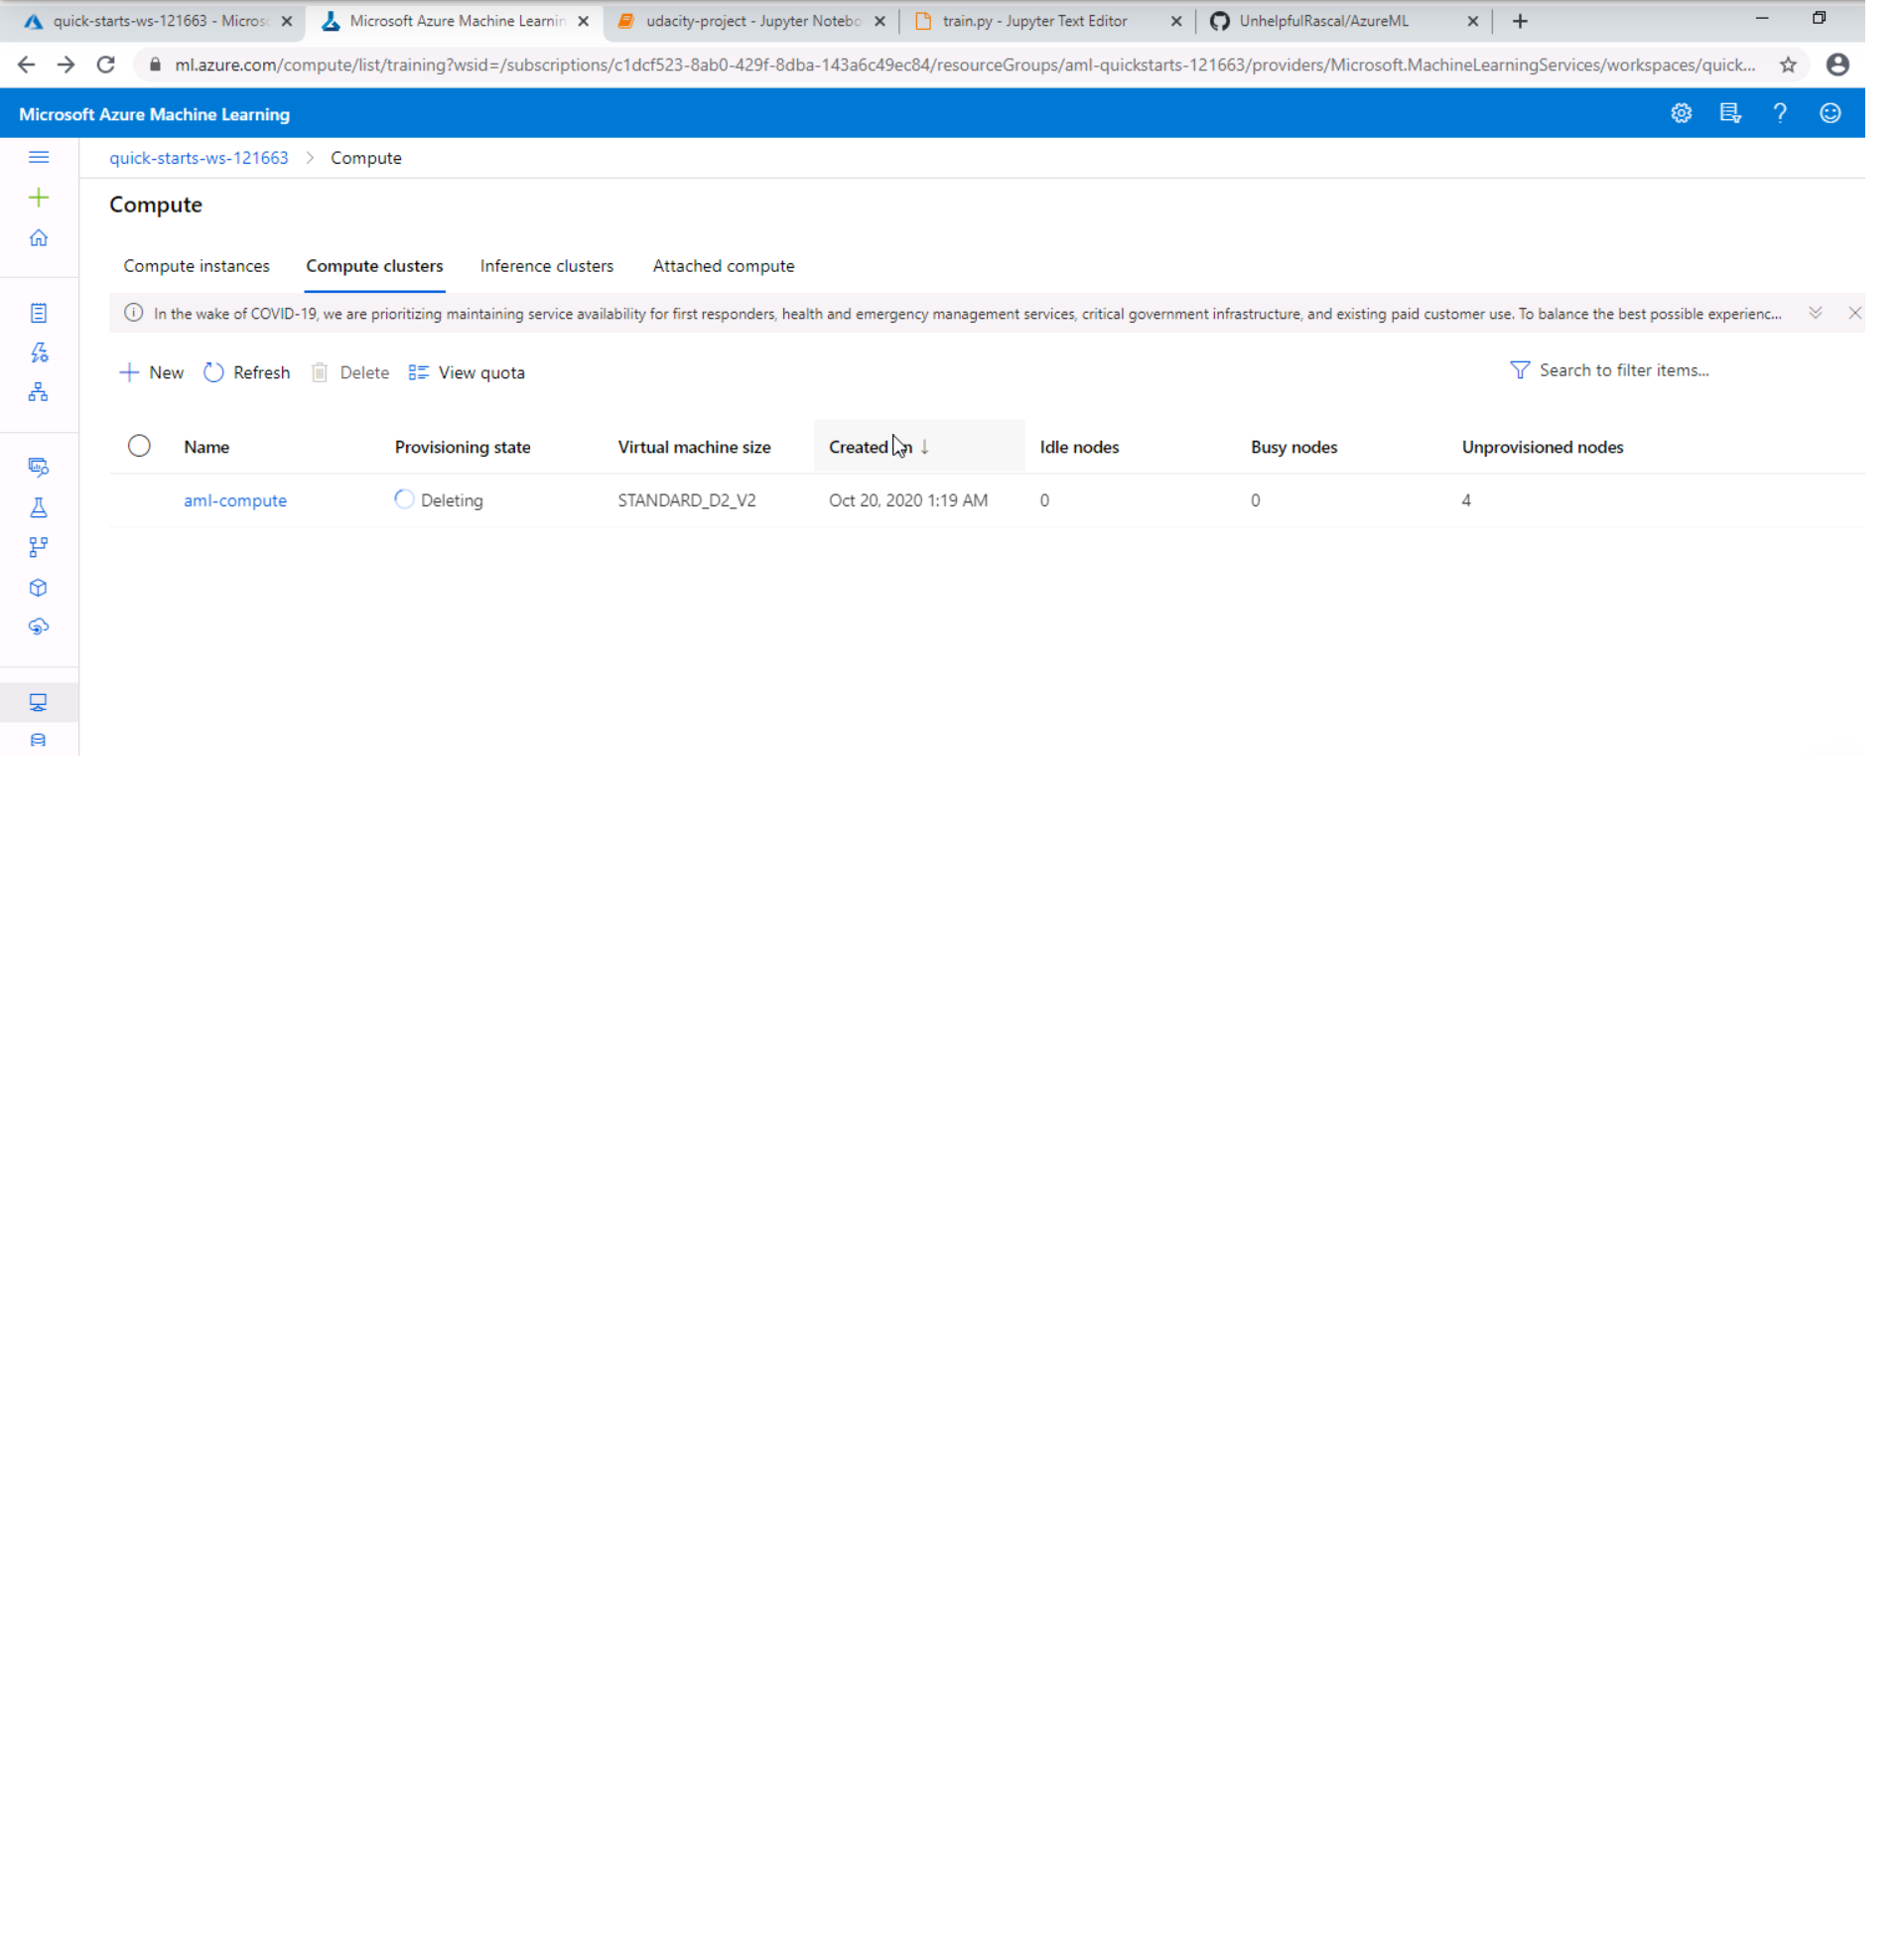 quick-starts-ws-121663 - Micros
Microsoft Azure Machine Learnin
udacity-project - Jupyter Notebo
train.py - Jupyter Text Editor
UnhelpfulRascal/AzureML
ml.azure.com/compute/list/training?wsid=/subscriptions/c1dcf523-8ab0-429f-8dba-143a6c49ec84/resourceGroups/aml-quickstarts-121663/providers/Microsoft.MachineLearningServices/workspaces/quick...
Microsoft Azure Machine Learning
quick-starts-ws-121663 > Compute
Compute
Compute instances Compute clusters Inference clusters Attached compute
In the wake of COVID-19, we are prioritizing maintaining service availability for first responders, health and emergency management services, critical government infrastructure, and existing paid customer use. To balance the best possible experienc...
New Refresh Delete View quota Search to filter items...
Name Provisioning state Virtual machine size Created on ↓ Idle nodes Busy nodes Unprovisioned nodes
aml-compute Deleting STANDARD_D2_V2 Oct 20, 2020 1:19 AM 0 0 4